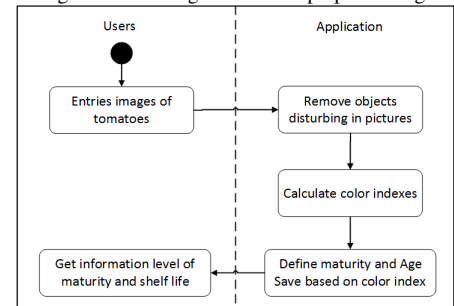 Users
Application
Entries images of
tomatoes
Remove objects
disturbing in pictures
Calculate color indexes
Define maturity and Age
Save based on color index
Get information level of
maturity and shelf life